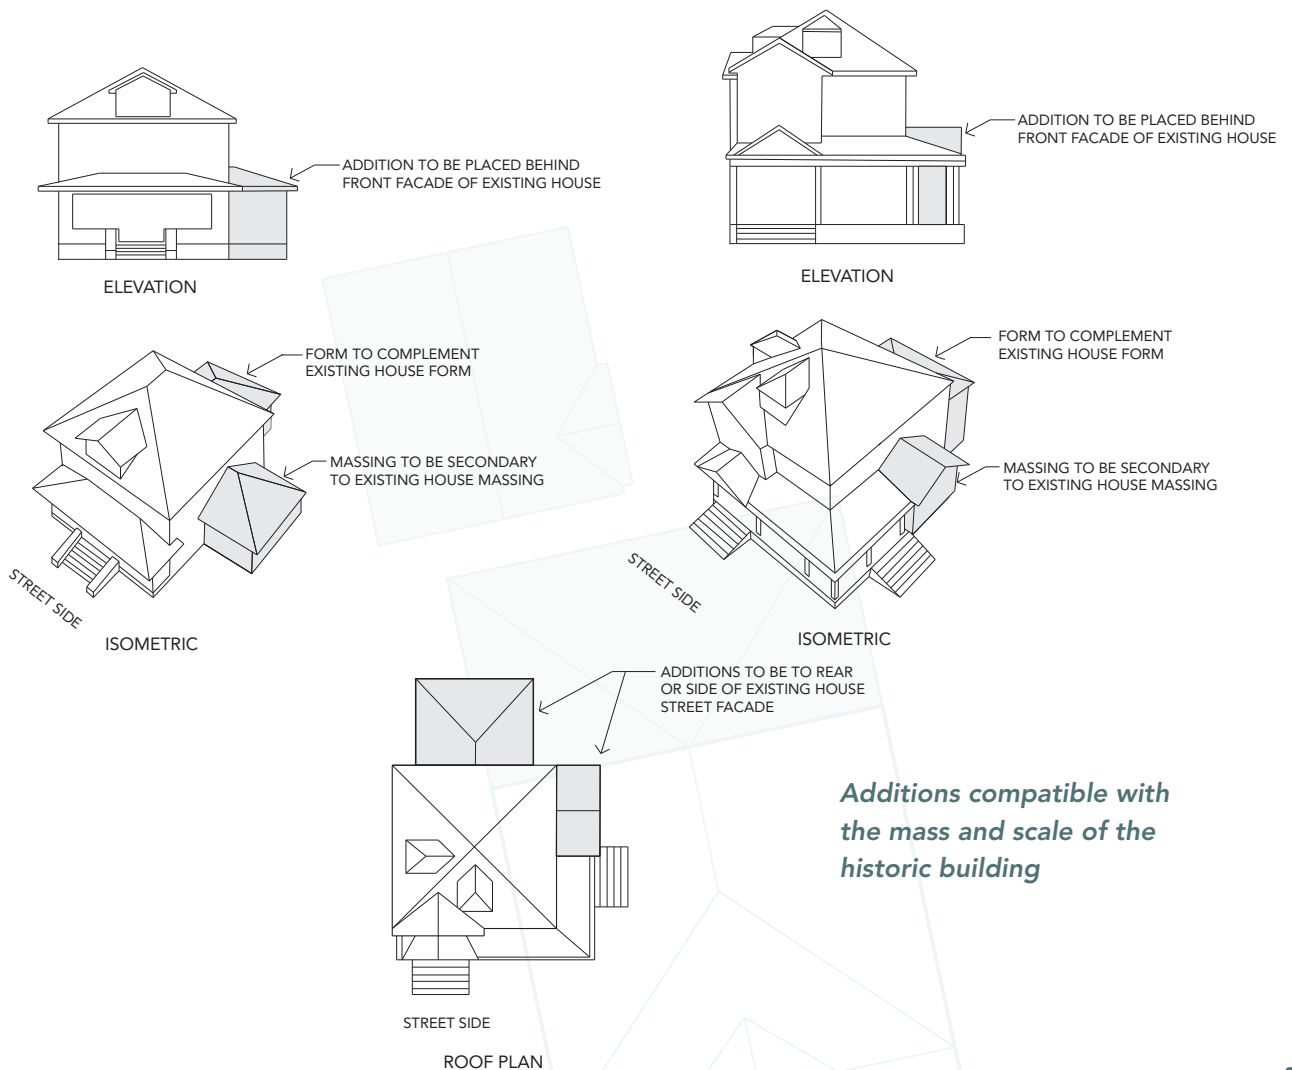 ADDITION TO BE PLACED BEHIND
FRONT FACADE OF EXISTING HOUSE
ELEVATION
ADDITION TO BE PLACED BEHIND
FRONT FACADE OF EXISTING HOUSE
ELEVATION
FORM TO COMPLEMENT
EXISTING HOUSE FORM
MASSING TO BE SECONDARY
TO EXISTING HOUSE MASSING
STREET SIDE
ISOMETRIC
FORM TO COMPLEMENT
EXISTING HOUSE FORM
MASSING TO BE SECONDARY
TO EXISTING HOUSE MASSING
STREET SIDE
ISOMETRIC
ADDITIONS TO BE TO REAR
OR SIDE OF EXISTING HOUSE
STREET FACADE
STREET SIDE
ROOF PLAN
Additions compatible with
the mass and scale of the
historic building